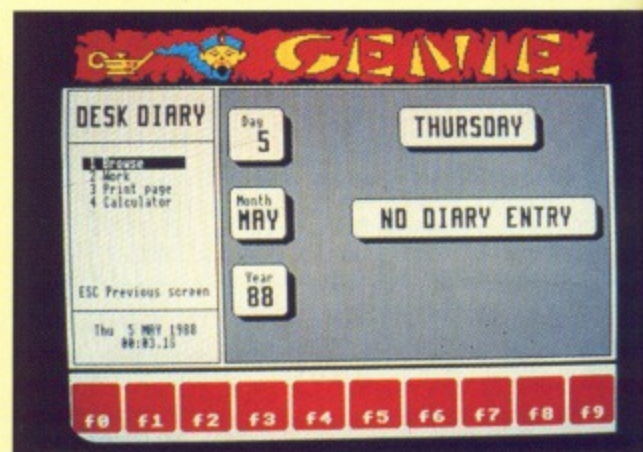 GENIE
DESK DIARY
1 Browse
2 Work
3 Print page
4 Calculator
ESC Previous screen
Thu 5 MAY 1988
00:03.15
Day
5
Month
MAY
Year
88
THURSDAY
NO DIARY ENTRY
f0 f1 f2 f3 f4 f5 f6 f7 f8 f9